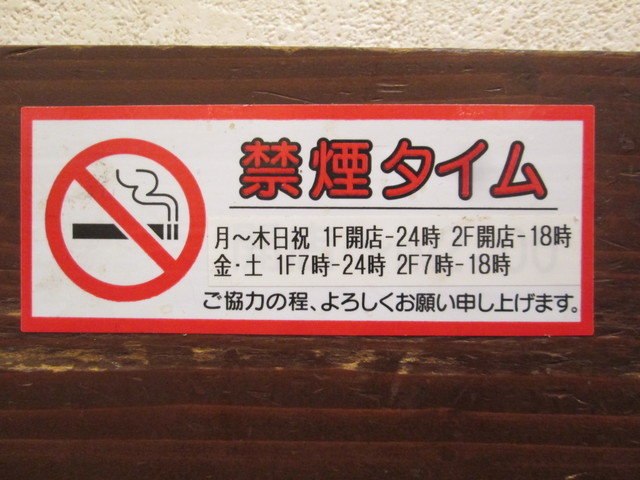 禁煙タイム
月〜木日祝 1F開店-24時 2F開店-18時
金・土 1F7時-24時 2F7時-18時
ご協力の程、よろしくお願い申し上げます。